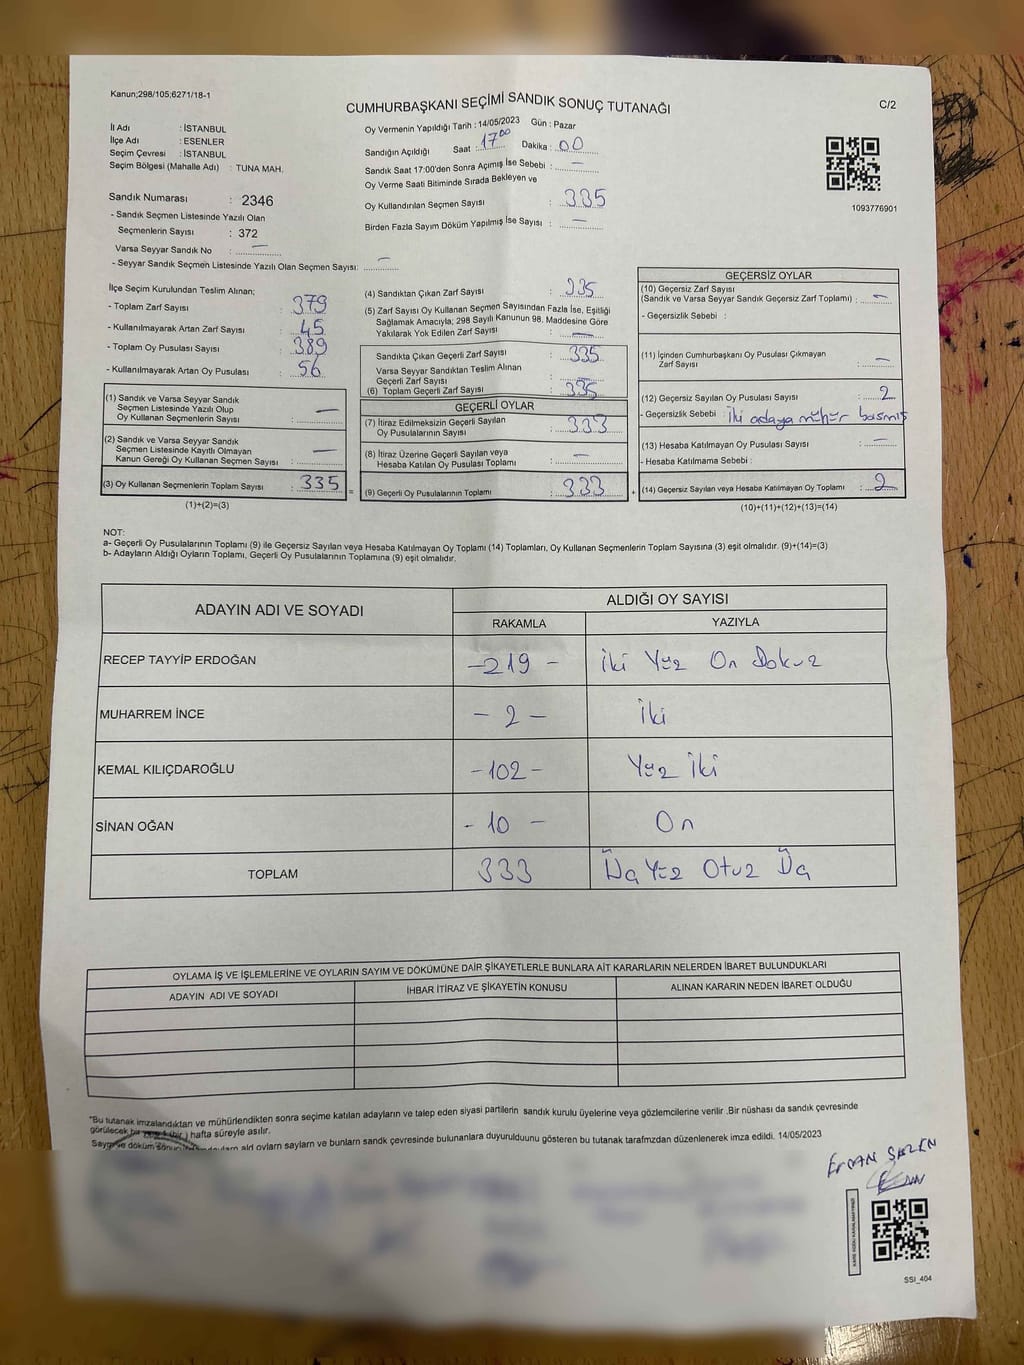 Kanun;298/105;6271/18-1
CUMHURBAŞKANI SEÇİMİ SANDIK SONUÇ TUTANAĞI
C/2
İl Adı : İSTANBUL
İlçe Adı : ESENLER
Seçim Çevresi : İSTANBUL
Seçim Bölgesi (Mahalle Adı) : TUNA MAH.
Sandık Numarası : 2346
- Sandık Seçmen Listesinde Yazılı Olan
Seçmenlerin Sayısı : 372
Varsa Seyyar Sandık No : —
- Seyyar Sandık Seçmen Listesinde Yazılı Olan Seçmen Sayısı: —
Oy Vermenin Yapıldığı Tarih : 14/05/2023 Gün : Pazar
Sandığın Açıldığı Saat : 1700 Dakika : 00
Sandık Saat 17:00'den Sonra Açımış İse Sebebi : —
Oy Verme Saati Bitiminde Sırada Bekleyen ve
Oy Kullandırılan Seçmen Sayısı : 335
Birden Fazla Sayım Döküm Yapılmış İse Sayısı : —
1093776901
İlçe Seçim Kurulundan Teslim Alınan;
- Toplam Zarf Sayısı : 379
- Kullanılmayarak Artan Zarf Sayısı : 45
- Toplam Oy Pusulası Sayısı : 389
- Kullanılmayarak Artan Oy Pusulası : 56
(1) Sandık ve Varsa Seyyar Sandık
Seçmen Listesinde Yazılı Olup
Oy Kullanan Seçmenlerin Sayısı : —
(2) Sandık ve Varsa Seyyar Sandık
Seçmen Listesinde Kayıtlı Olmayan
Kanun Gereği Oy Kullanan Seçmen Sayısı : —
(3) Oy Kullanan Seçmenlerin Toplam Sayısı : 335
(1)+(2)=(3)
=
(4) Sandıktan Çıkan Zarf Sayısı : 335
(5) Zarf Sayısı Oy Kullanan Seçmen Sayısından Fazla İse, Eşitliği
Sağlamak Amacıyla, 298 Sayılı Kanunun 98. Maddesine Göre
Yakılarak Yok Edilen Zarf Sayısı : —
Sandıkta Çıkan Geçerli Zarf Sayısı : 335
Varsa Seyyar Sandıktan Teslim Alınan
Geçerli Zarf Sayısı :
(6) Toplam Geçerli Zarf Sayısı : 335
GEÇERLİ OYLAR
(7) İtiraz Edilmeksizin Geçerli Sayılan
Oy Pusulalarının Sayısı : 333
(8) İtiraz Üzerine Geçerli Sayılan veya
Hesaba Katılan Oy Pusulası Toplamı : —
(9) Geçerli Oy Pusulalarının Toplamı : 333
+
GEÇERSİZ OYLAR
(10) Geçersiz Zarf Sayısı
(Sandık ve Varsa Seyyar Sandık Geçersiz Zarf Toplamı) : —
- Geçersizlik Sebebi :
(11) İçinden Cumhurbaşkanı Oy Pusulası Çıkmayan
Zarf Sayısı : —
(12) Geçersiz Sayılan Oy Pusulası Sayısı : 2
- Geçersizlik Sebebi : İki adaya mühür basmış
(13) Hesaba Katılmayan Oy Pusulası Sayısı : —
- Hesaba Katılmama Sebebi :
(14) Geçersiz Sayılan veya Hesaba Katılmayan Oy Toplamı : 2
(10)+(11)+(12)+(13)=(14)
NOT:
a- Geçerli Oy Pusulalarının Toplamı (9) ile Geçersiz Sayılan veya Hesaba Katılmayan Oy Toplamı (14) Toplamları, Oy Kullanan Seçmenlerin Toplam Sayısına (3) eşit olmalıdır. (9)+(14)=(3)
b- Adayların Aldığı Oyların Toplamı, Geçerli Oy Pusulalarının Toplamına (9) eşit olmalıdır.
ADAYIN ADI VE SOYADI
ALDIĞI OY SAYISI
RAKAMLA YAZIYLA
RECEP TAYYİP ERDOĞAN -219- İki Yüz On Dokuz
MUHARREM İNCE -2- İki
KEMAL KILIÇDAROĞLU -102- Yüz İki
SİNAN OĞAN -10- On
TOPLAM 333 Üç Yüz Otuz Üç
OYLAMA İŞ VE İŞLEMLERİNE VE OYLARIN SAYIM VE DÖKÜMÜNE DAİR ŞİKAYETLERLE BUNLARA AİT KARARLARIN NELERDEN İBARET BULUNDUKLARI
ADAYIN ADI VE SOYADI İHBAR İTİRAZ VE ŞİKAYETİN KONUSU ALINAN KARARIN NEDEN İBARET OLDUĞU
*Bu tutanak imzalandıktan ve mühürlendikten sonra seçime katılan adayların ve talep eden siyasi partilerin sandık kurulu üyelerine veya gözlemcilerine verilir .Bir nüshası da sandık çevresinde
görülecek bir yere 1 (bir ) hafta süreyle asılır.
Sayım ve döküm ald oyların sayların ve bunların sandk çevresinde bulunanlara duyurulduunu gösteren bu tutanak tarafmzdan düzenlenerek imza edildi. 14/05/2023
SSI_404